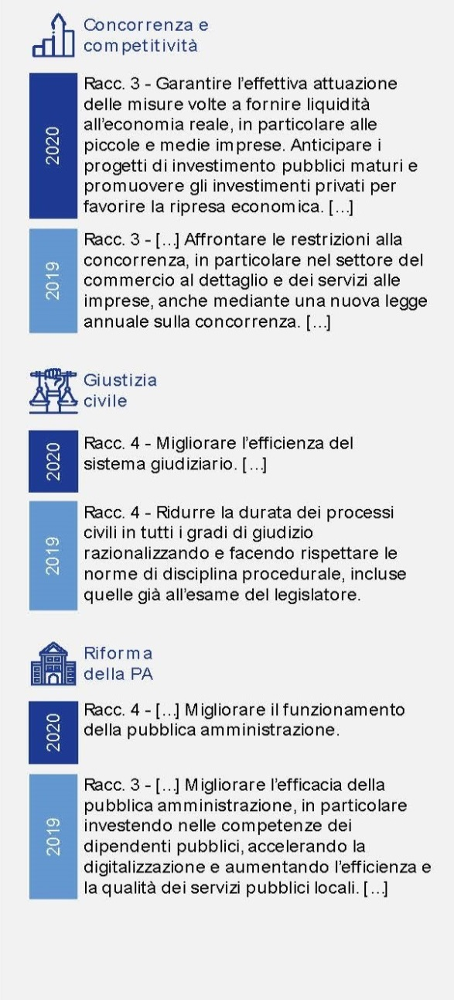 Concorrenza e
competitività
2020
Racc. 3 - Garantire l'effettiva attuazione
delle misure volte a fornire liquidità
all'economia reale, in particolare alle
piccole e medie imprese. Anticipare i
progetti di investimento pubblici maturi e
promuovere gli investimenti privati per
favorire la ripresa economica. [...]
2019
Racc. 3 - [...] Affrontare le restrizioni alla
concorrenza, in particolare nel settore del
commercio al dettaglio e dei servizi alle
imprese, anche mediante una nuova legge
annuale sulla concorrenza. [...]
Giustizia
civile
2020
Racc. 4 - Migliorare l'efficienza del
sistema giudiziario. [...]
2019
Racc. 4 - Ridurre la durata dei processi
civili in tutti i gradi di giudizio
razionalizzando e facendo rispettare le
norme di disciplina procedurale, incluse
quelle già all'esame del legislatore.
Riforma
della PA
2020
Racc. 4 - [...] Migliorare il funzionamento
della pubblica amministrazione.
2019
Racc. 3 - [...] Migliorare l'efficacia della
pubblica amministrazione, in particolare
investendo nelle competenze dei
dipendenti pubblici, accelerando la
digitalizzazione e aumentando l'efficienza e
la qualità dei servizi pubblici locali. [...]